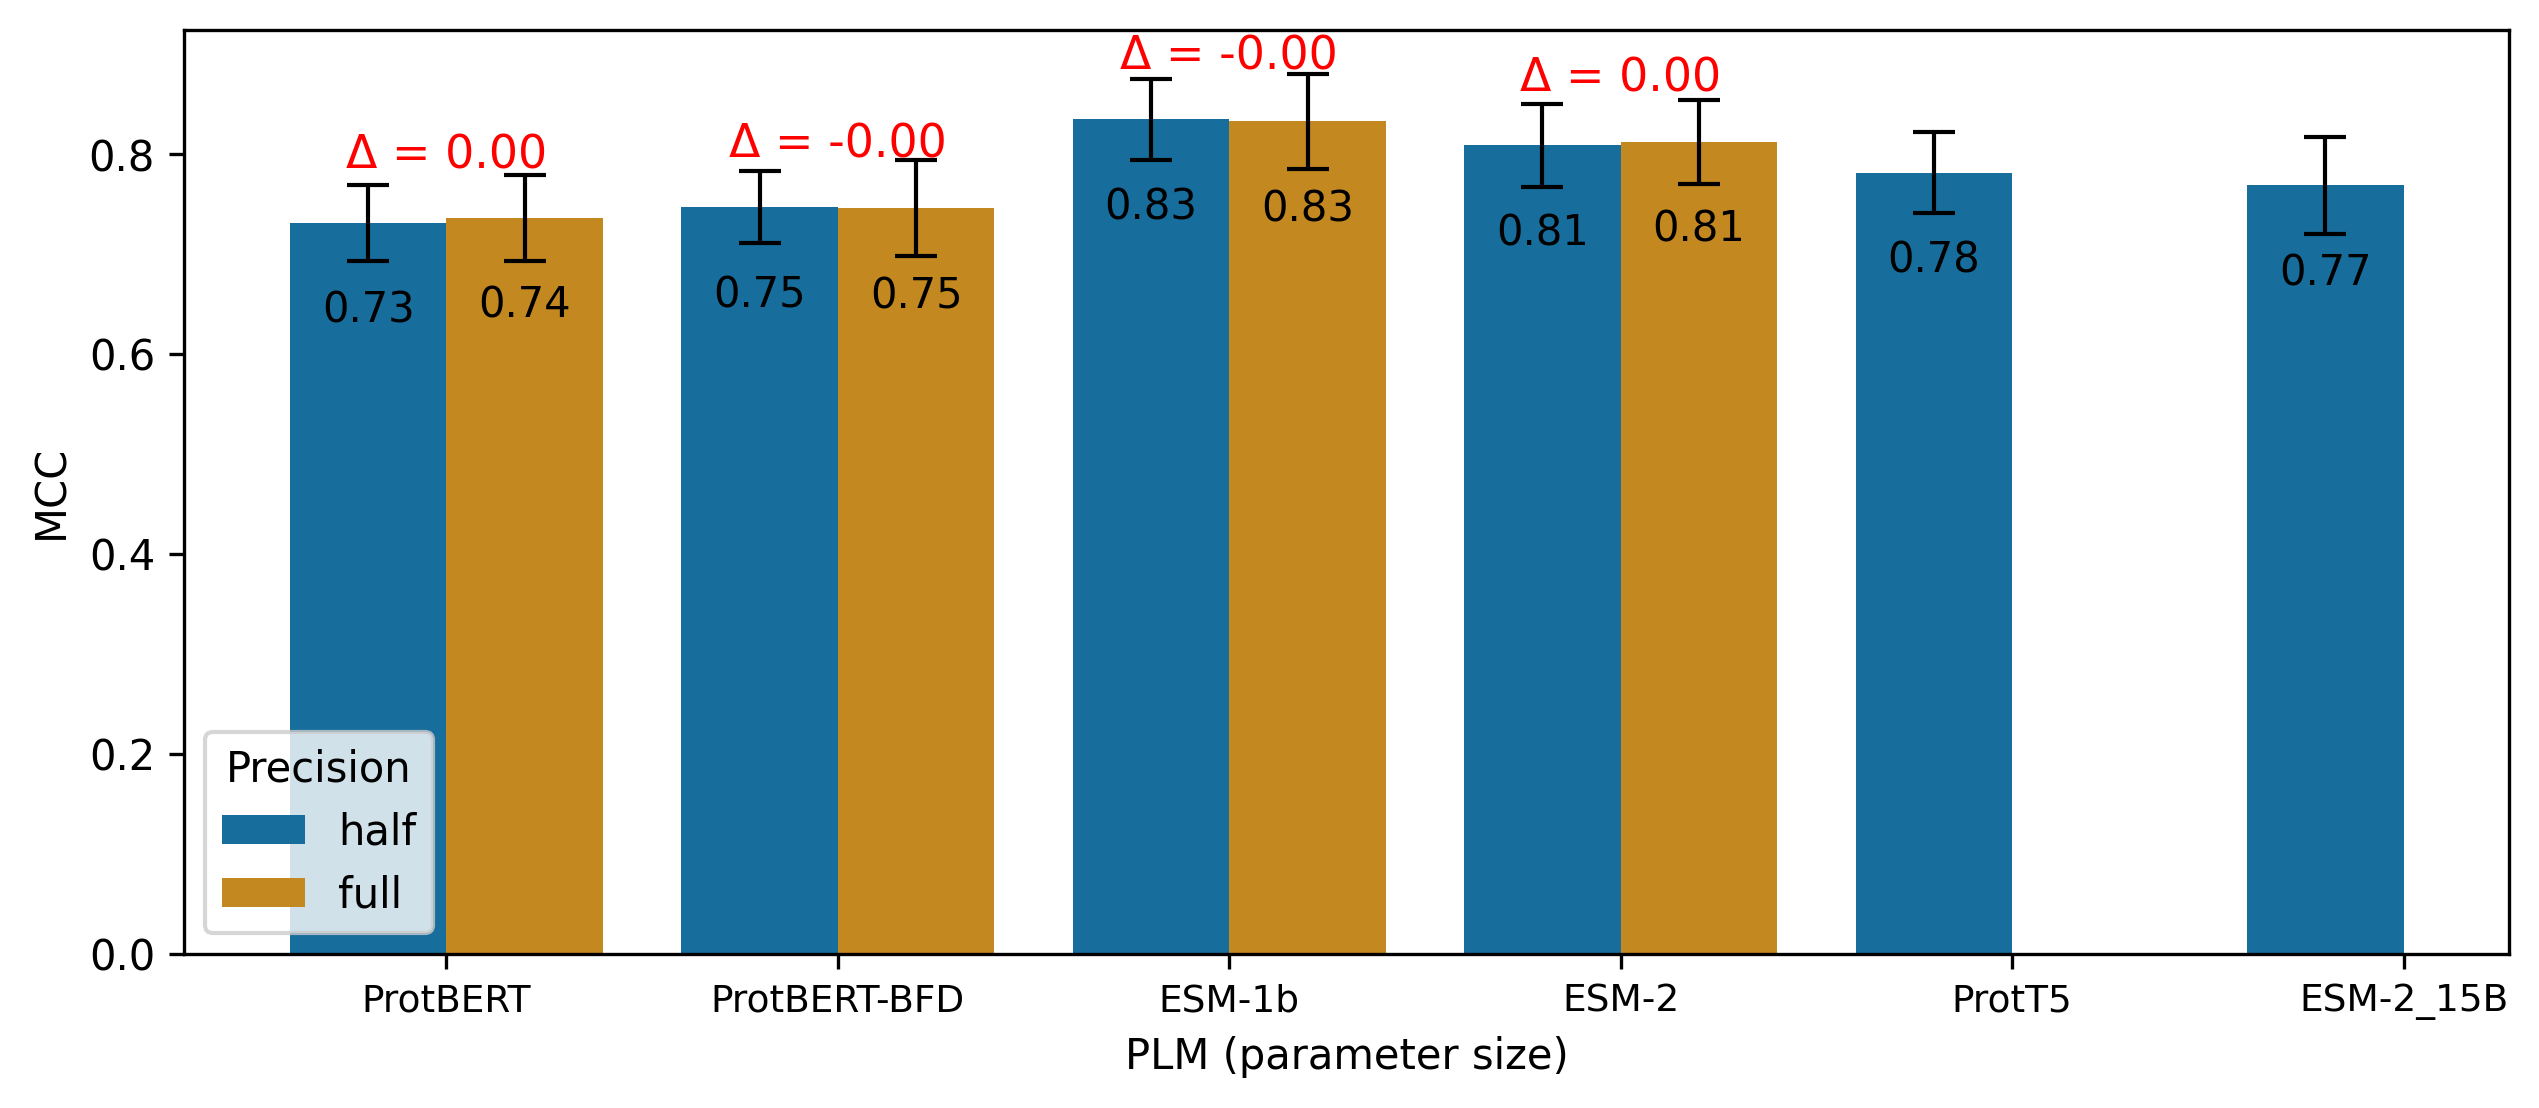 Δ = -0.00
Δ = 0.00
Δ = 0.00
Δ = -0.00
0.8
0.83
0.83
0.81
0.81
0.78
0.77
0.73
0.74
0.75
0.75
0.6
MCC
0.4
0.2
0.0
Precision
half
full
ProtBERT
ProtBERT-BFD
ESM-1b
ESM-2
ProtT5
ESM-2_15B
PLM (parameter size)